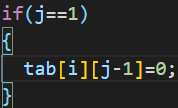 if(j==1)
{
tab[i][j-1]=0;
}